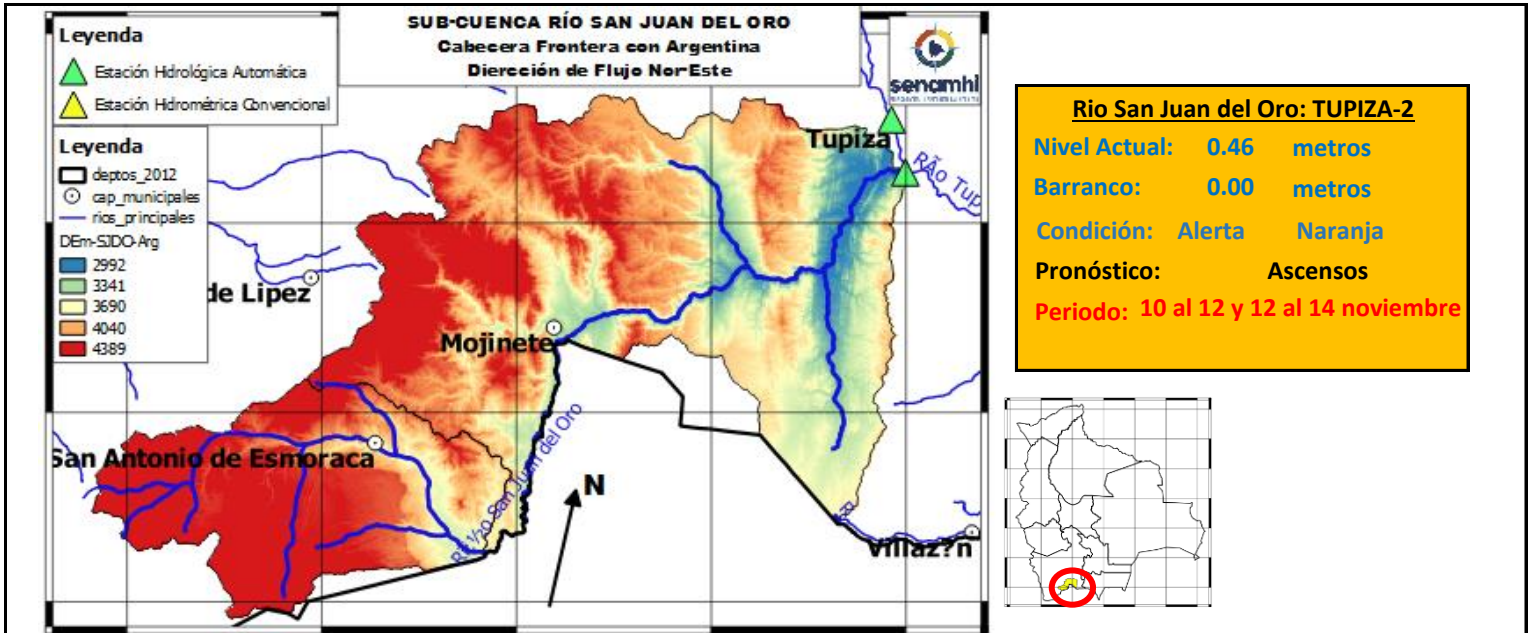 SUB-CUENCA RÍO SAN JUAN DEL ORO
Cabecera Frontera con Argentina
Diercción de Flujo Nor-Este
Leyenda
Estación Hidrológica Automática
Estación Hidrométrica Convencional
Leyenda
deptos_2012
cap_municipales
rios_principales
DEm-SJDO-Arg
2992
3341
3690
4040
4389
senamhi
Tupiza
RÃ­o Tup
de Lipez
Mojinete
San Antonio de Esmoraca
San Juan del Oro
N
Villaz?n
Rio San Juan del Oro: TUPIZA-2
Nivel Actual: 0.46 metros
Barranco: 0.00 metros
Condición: Alerta Naranja
Pronóstico: Ascensos
Periodo: 10 al 12 y 12 al 14 noviembre